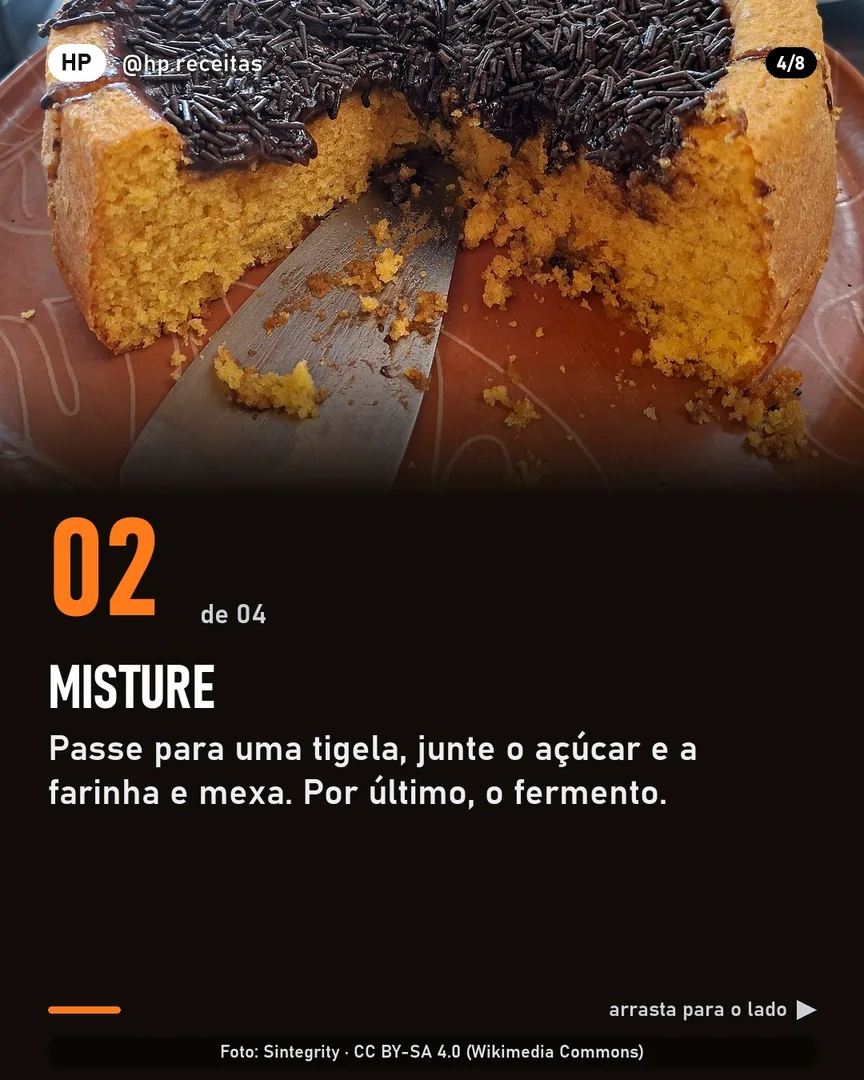 HP @hp.receitas 4/8
02 de 04
MISTURE
Passe para uma tigela, junte o açúcar e a
farinha e mexa. Por último, o fermento.
arrasta para o lado ▶
Foto: Sintegrity · CC BY-SA 4.0 (Wikimedia Commons)